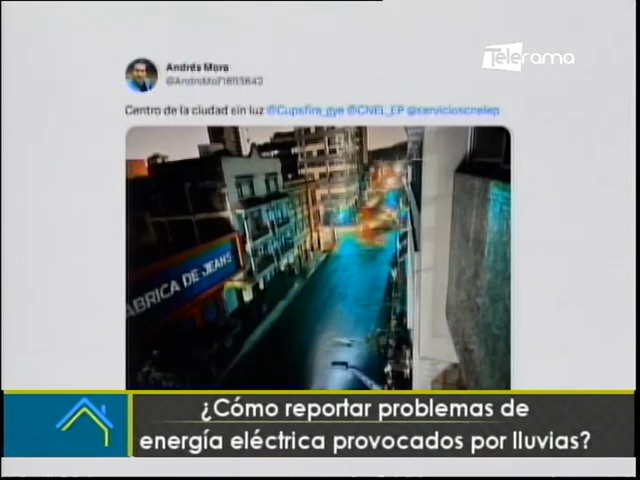 Telerama
Andrés Mora
Centro de la ciudad sin luz @Cupsfire_gye @CNEL_EP @servicioscnelep
FABRICA DE JEANS
¿Cómo reportar problemas de
energía eléctrica provocados por lluvias?